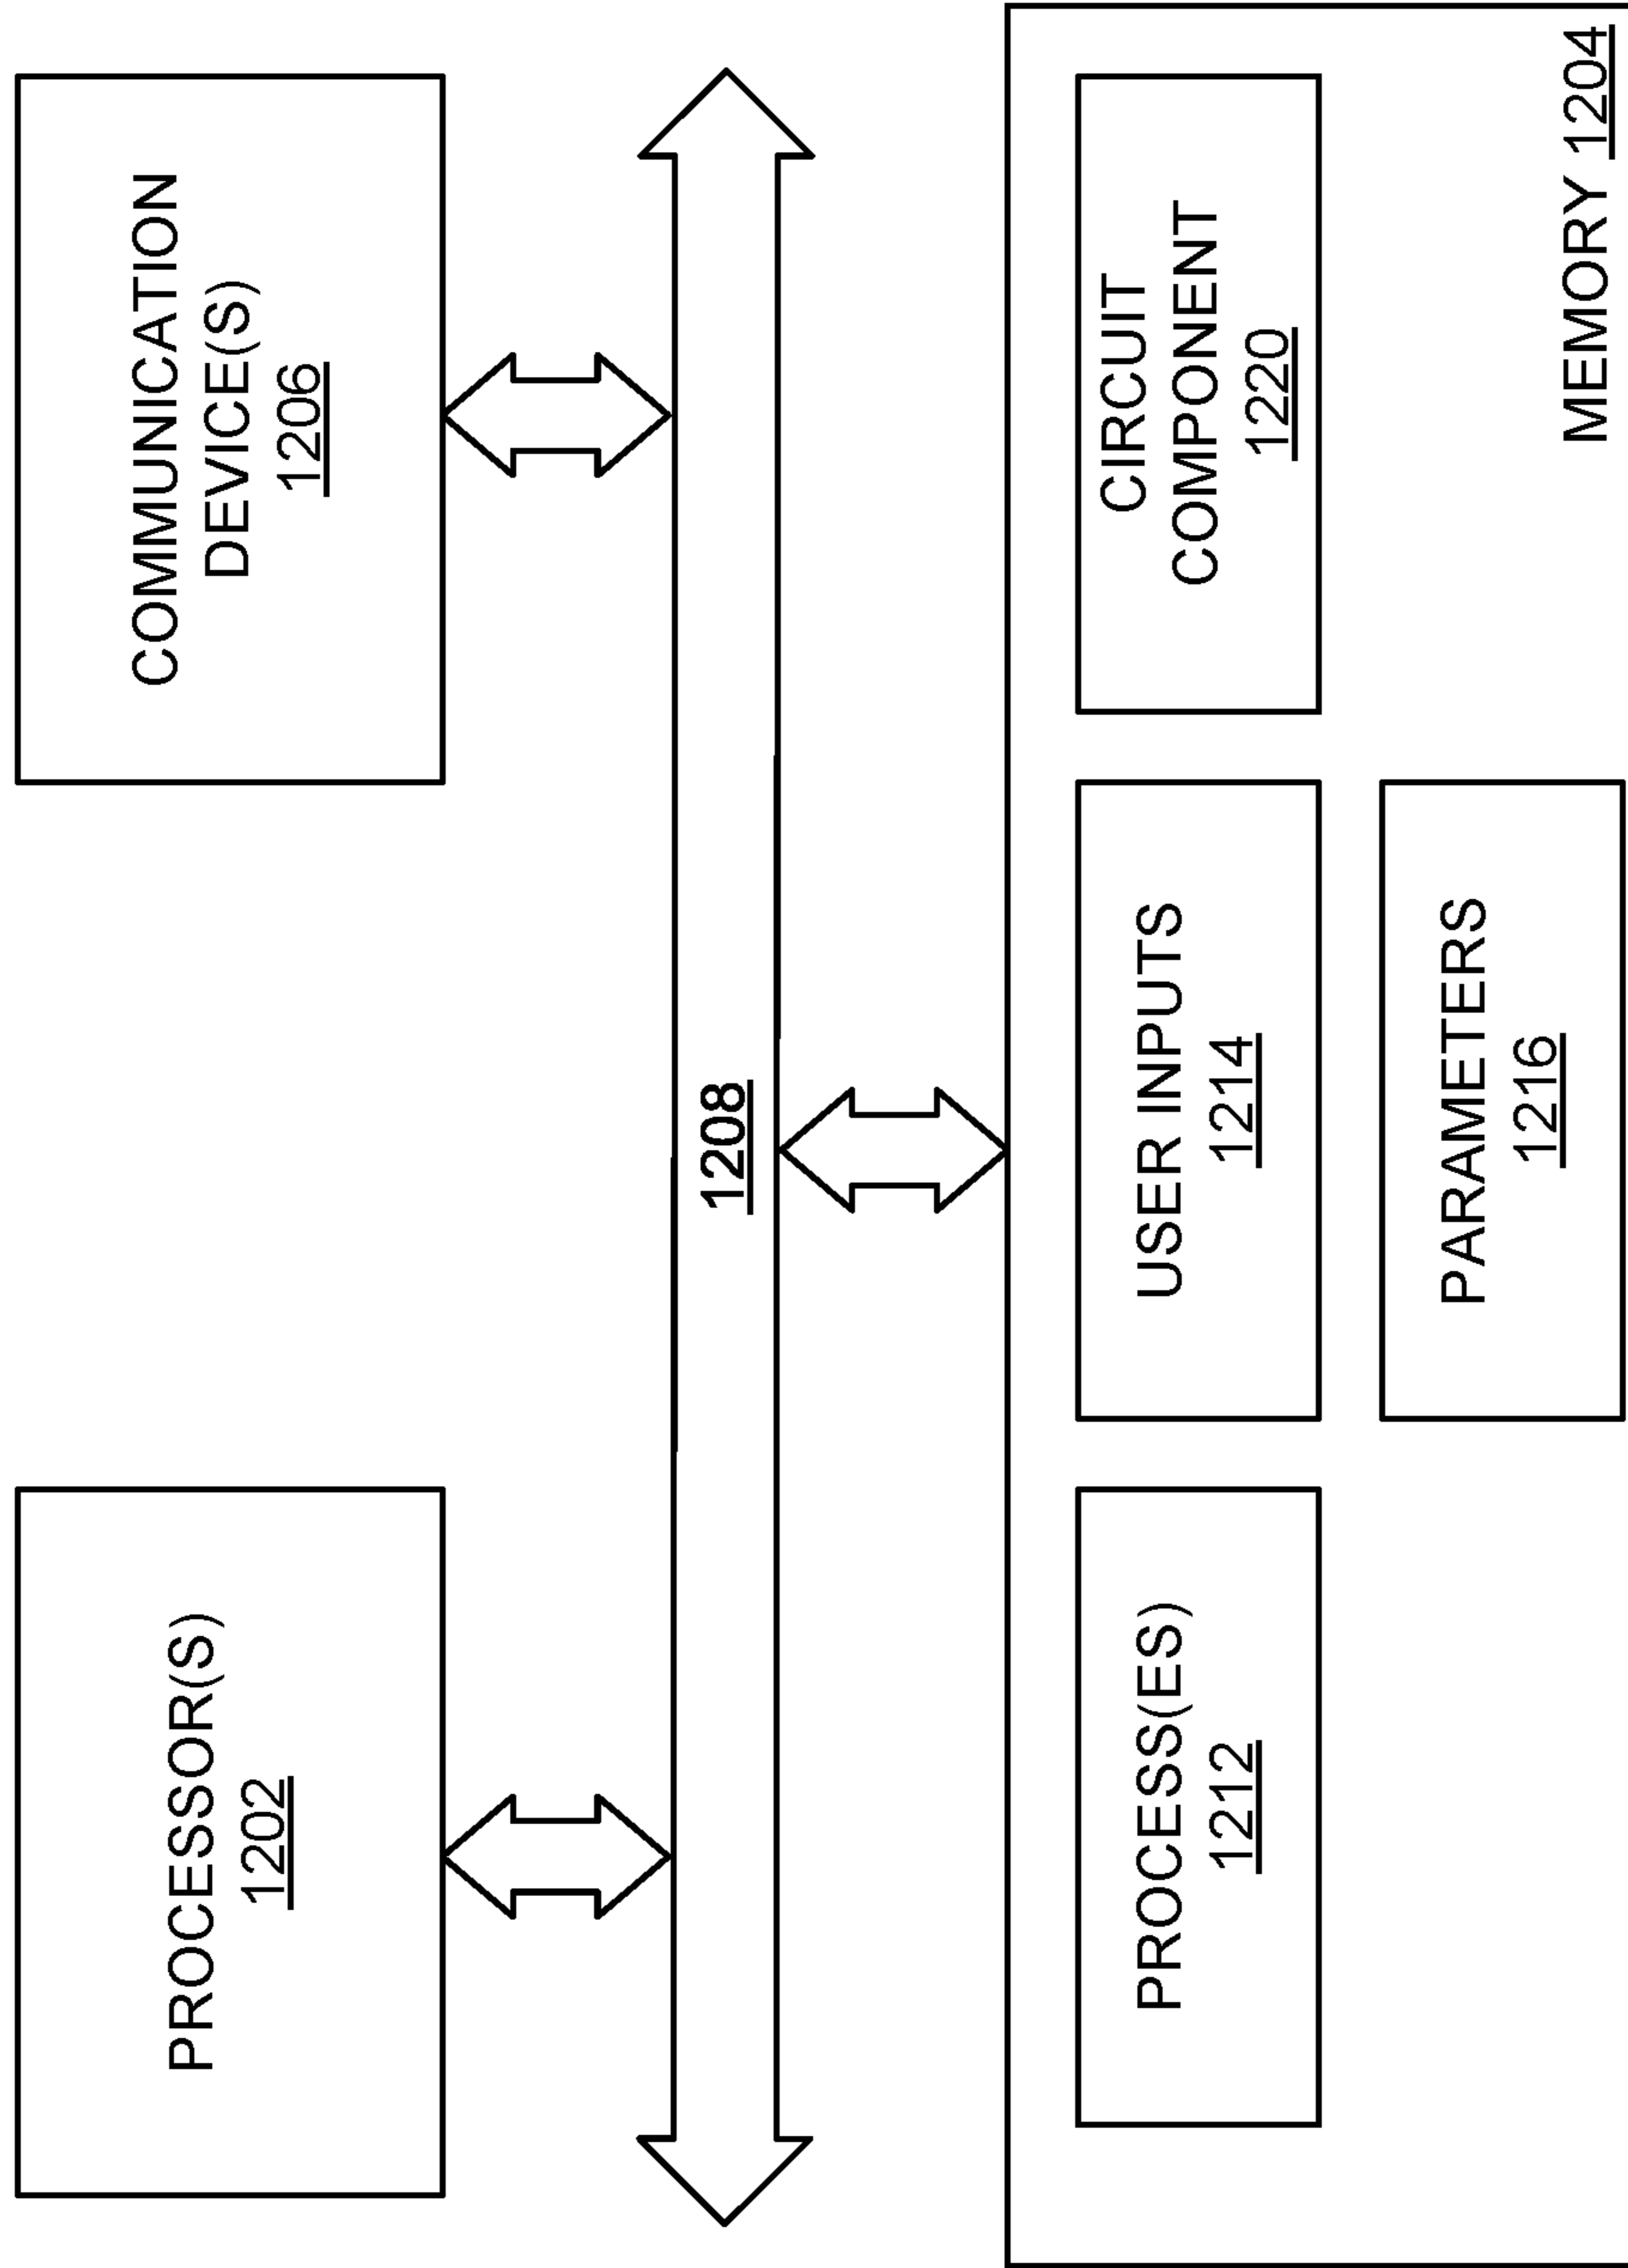 PROCESSOR(S)
1202
COMMUNICATION
DEVICE(S)
1206
1208
PROCESS(ES)
1212
USER INPUTS
1214
CIRCUIT
COMPONENT
1220
PARAMETERS
1216
MEMORY 1204